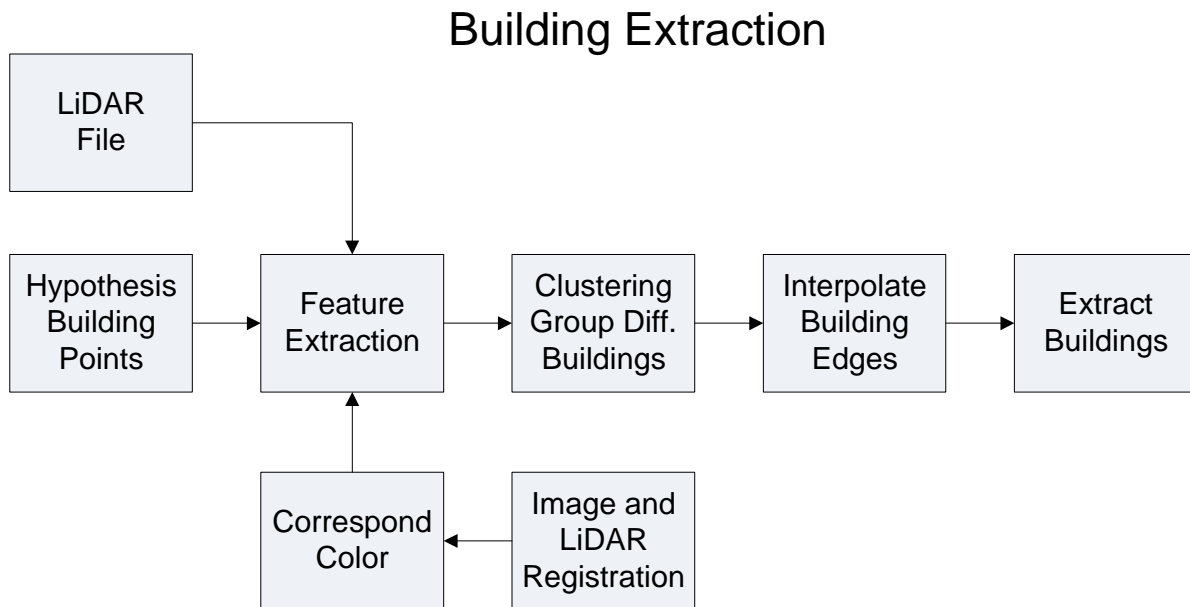 Building Extraction
LiDAR
File
Hypothesis
Building
Points
Feature
Extraction
Clustering
Group Diff.
Buildings
Interpolate
Building
Edges
Extract
Buildings
Correspond
Color
Image and
LiDAR
Registration